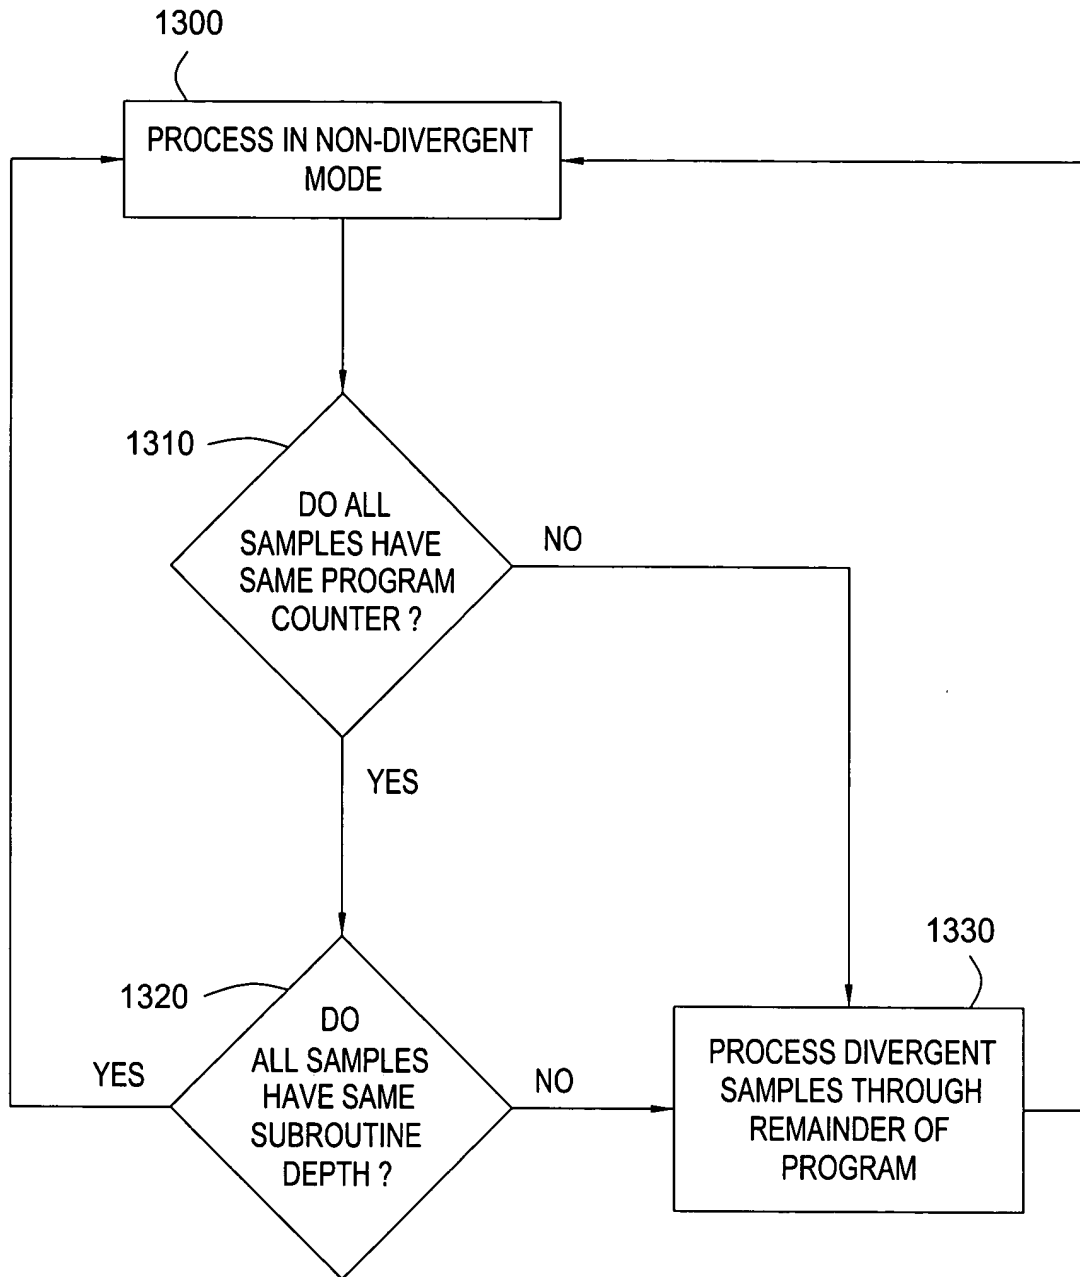 1300
PROCESS IN NON-DIVERGENT
MODE
1310
DO ALL
SAMPLES HAVE
SAME PROGRAM
COUNTER ?
NO
YES
1320
DO
ALL SAMPLES
HAVE SAME
SUBROUTINE
DEPTH ?
YES
NO
1330
PROCESS DIVERGENT
SAMPLES THROUGH
REMAINDER OF
PROGRAM